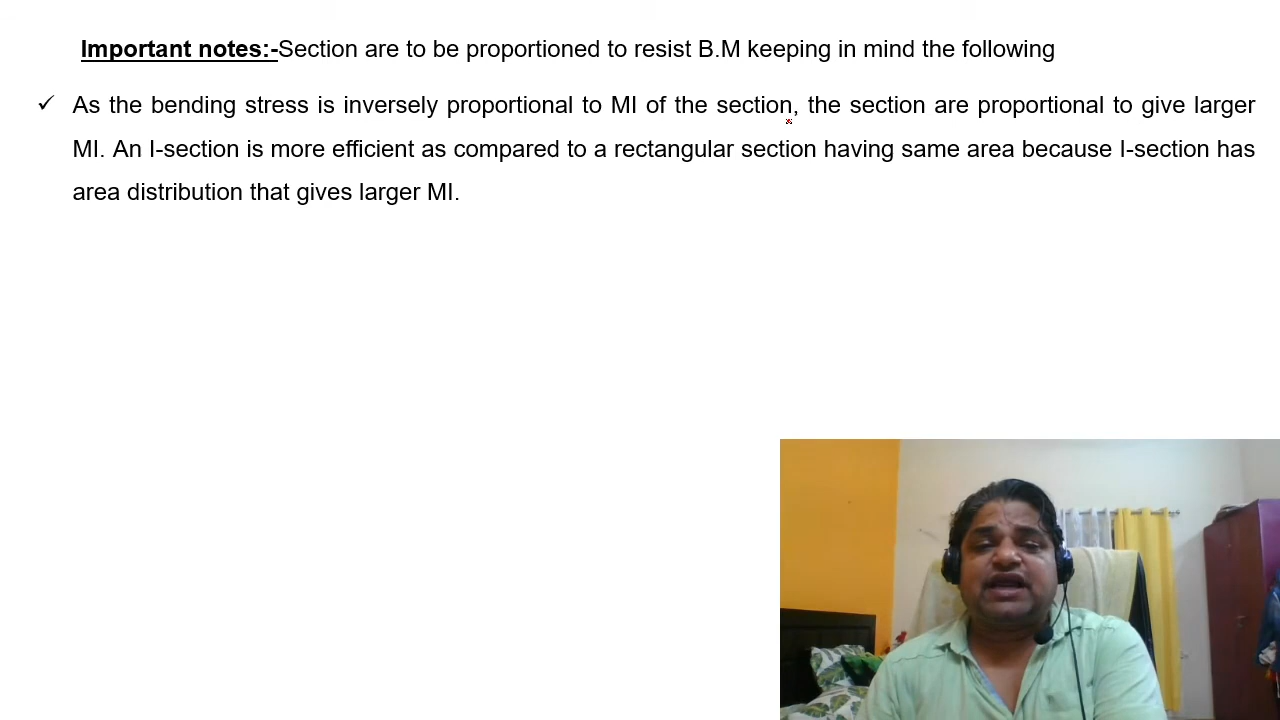 Important notes:-Section are to be proportioned to resist B.M keeping in mind the following
✓ As the bending stress is inversely proportional to MI of the section, the section are proportional to give larger
MI. An I-section is more efficient as compared to a rectangular section having same area because I-section has
area distribution that gives larger MI.